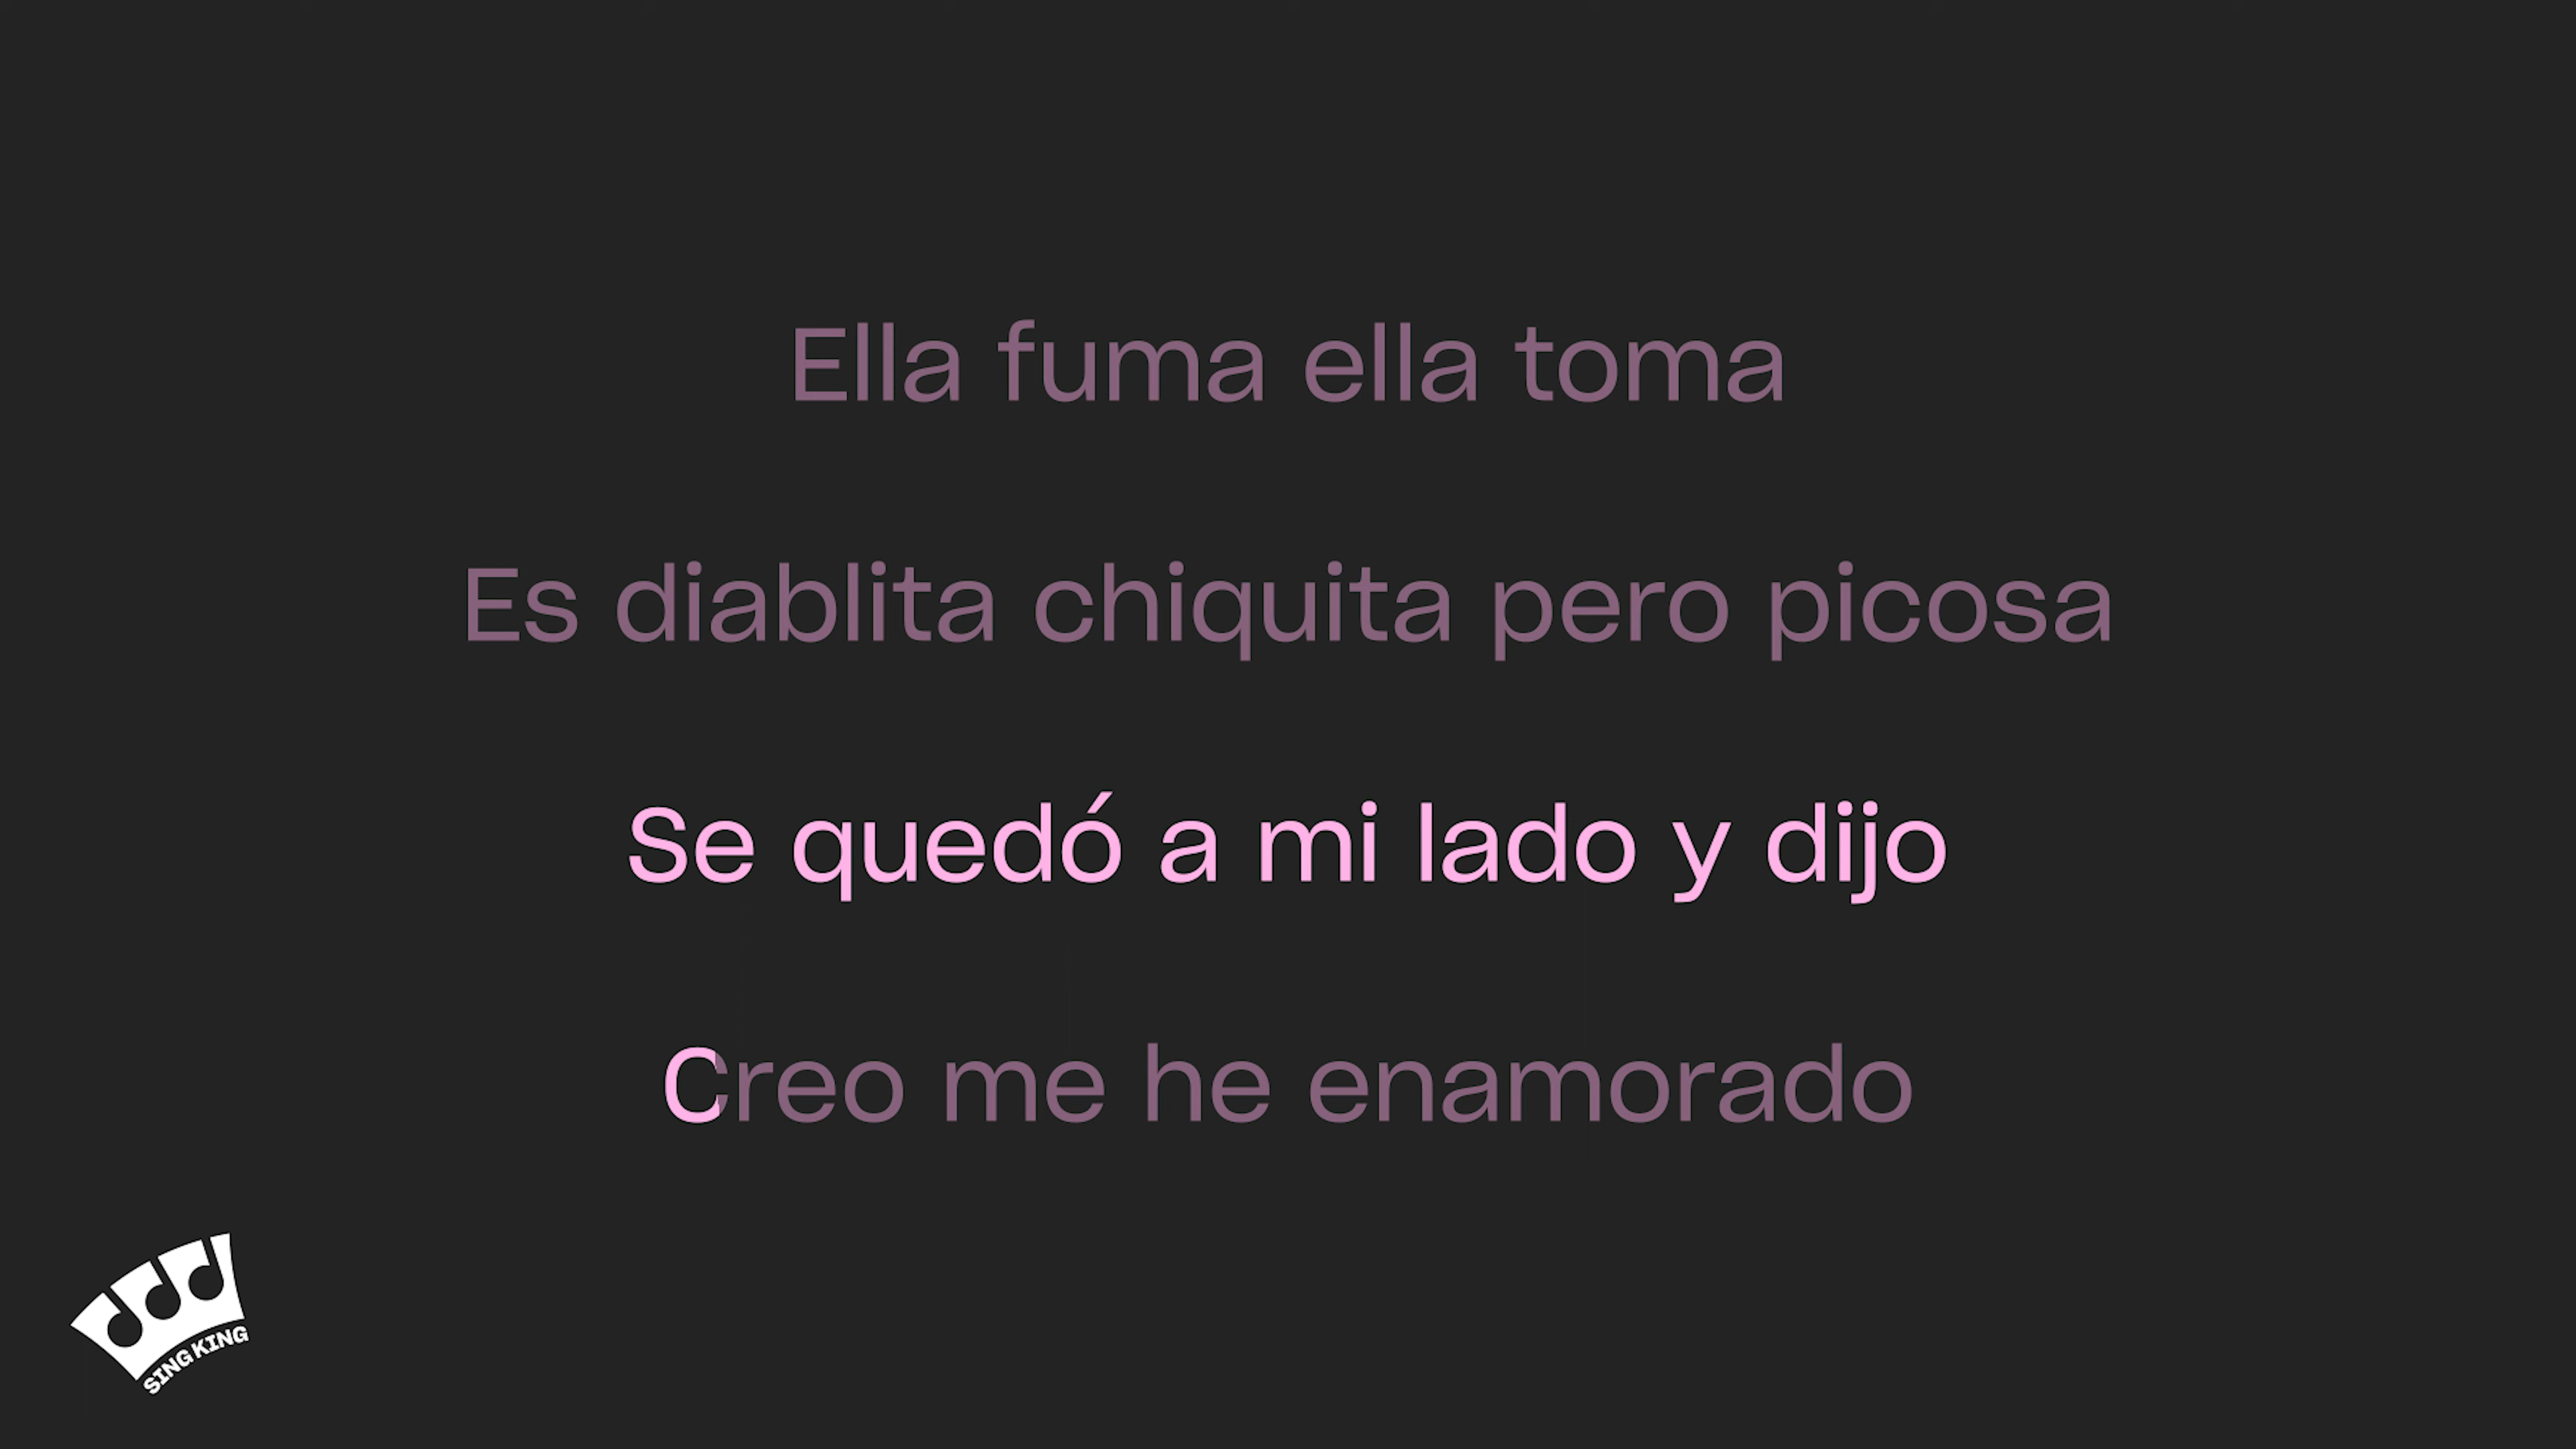 Ella fuma ella toma
Es diablita chiquita pero picosa
Se quedó a mi lado y dijo
Creo me he enamorado
SING KING